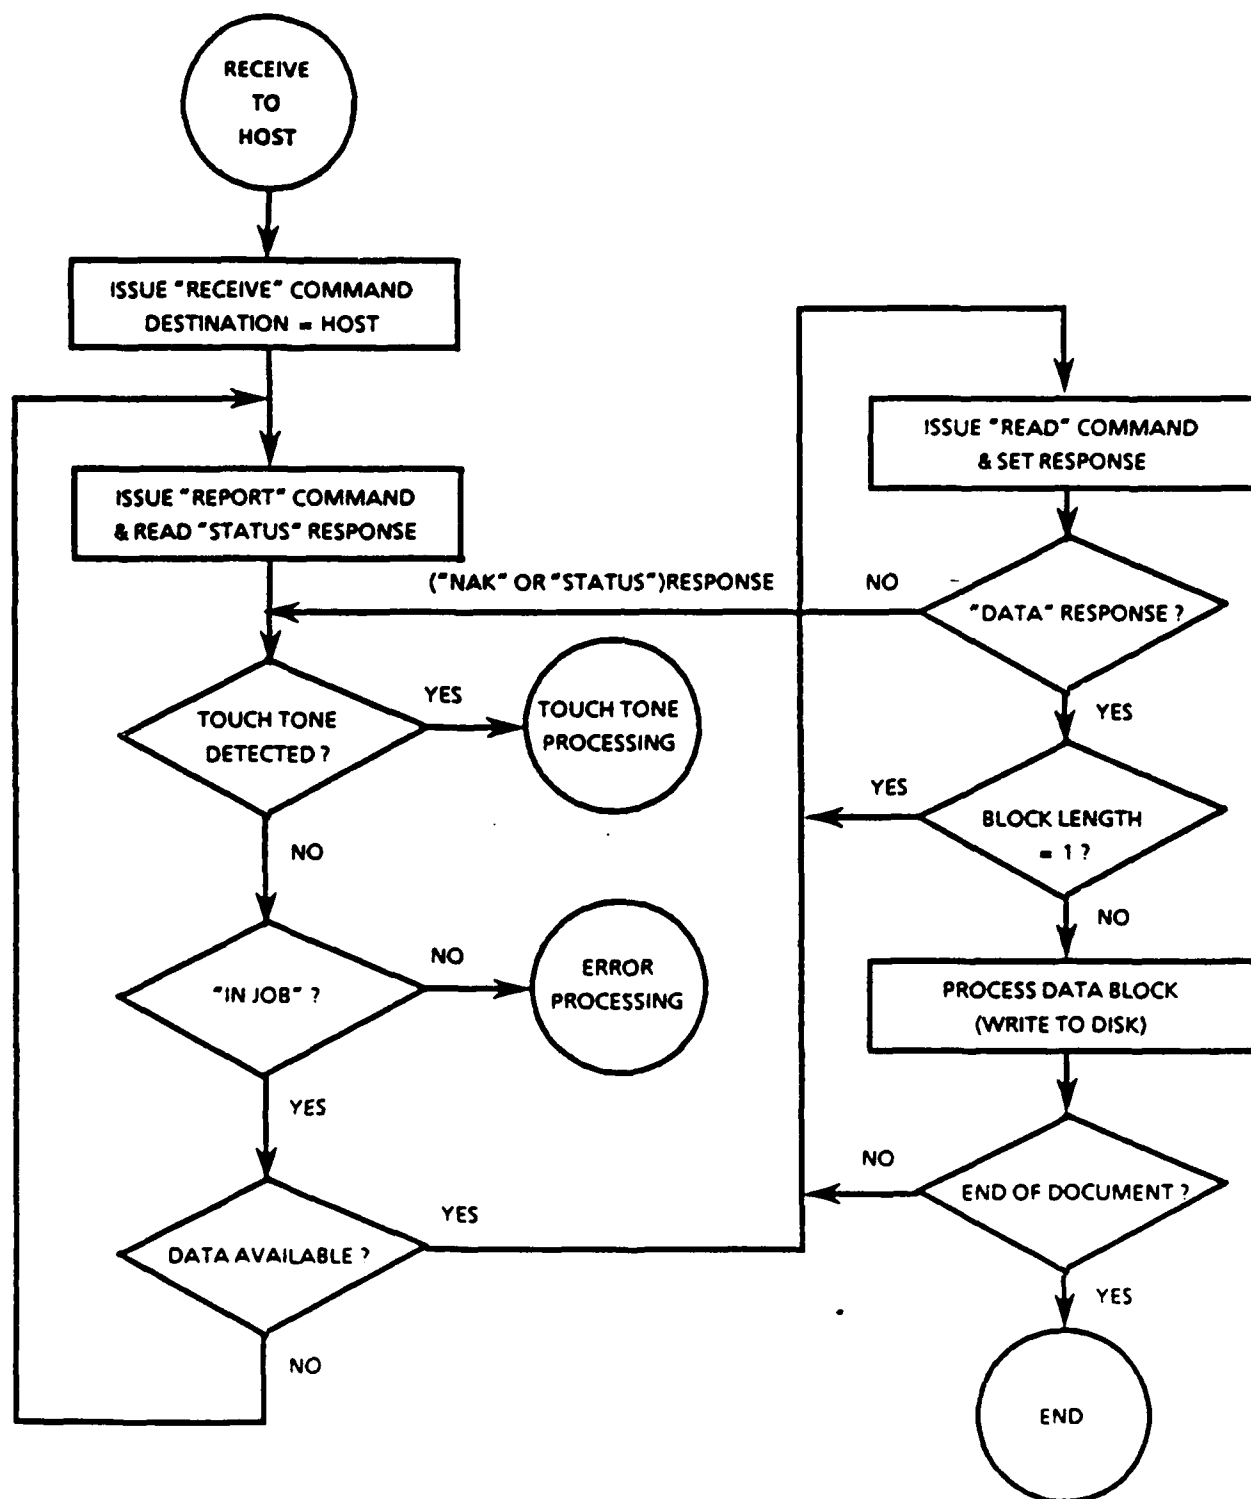 RECEIVE
TO
HOST
ISSUE "RECEIVE" COMMAND
DESTINATION = HOST
ISSUE "REPORT" COMMAND
& READ "STATUS" RESPONSE
TOUCH TONE
DETECTED ?
YES
TOUCH TONE
PROCESSING
NO
"IN JOB" ?
NO
ERROR
PROCESSING
YES
DATA AVAILABLE ?
YES
NO
ISSUE "READ" COMMAND
& SET RESPONSE
("NAK" OR "STATUS")RESPONSE
NO
"DATA" RESPONSE ?
YES
YES
BLOCK LENGTH
= 1 ?
NO
PROCESS DATA BLOCK
(WRITE TO DISK)
NO
END OF DOCUMENT ?
YES
END